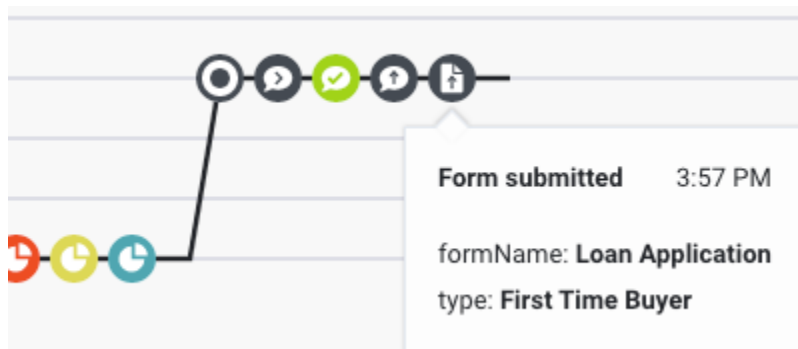 Form submitted 3:57 PM
formName: Loan Application
type: First Time Buyer